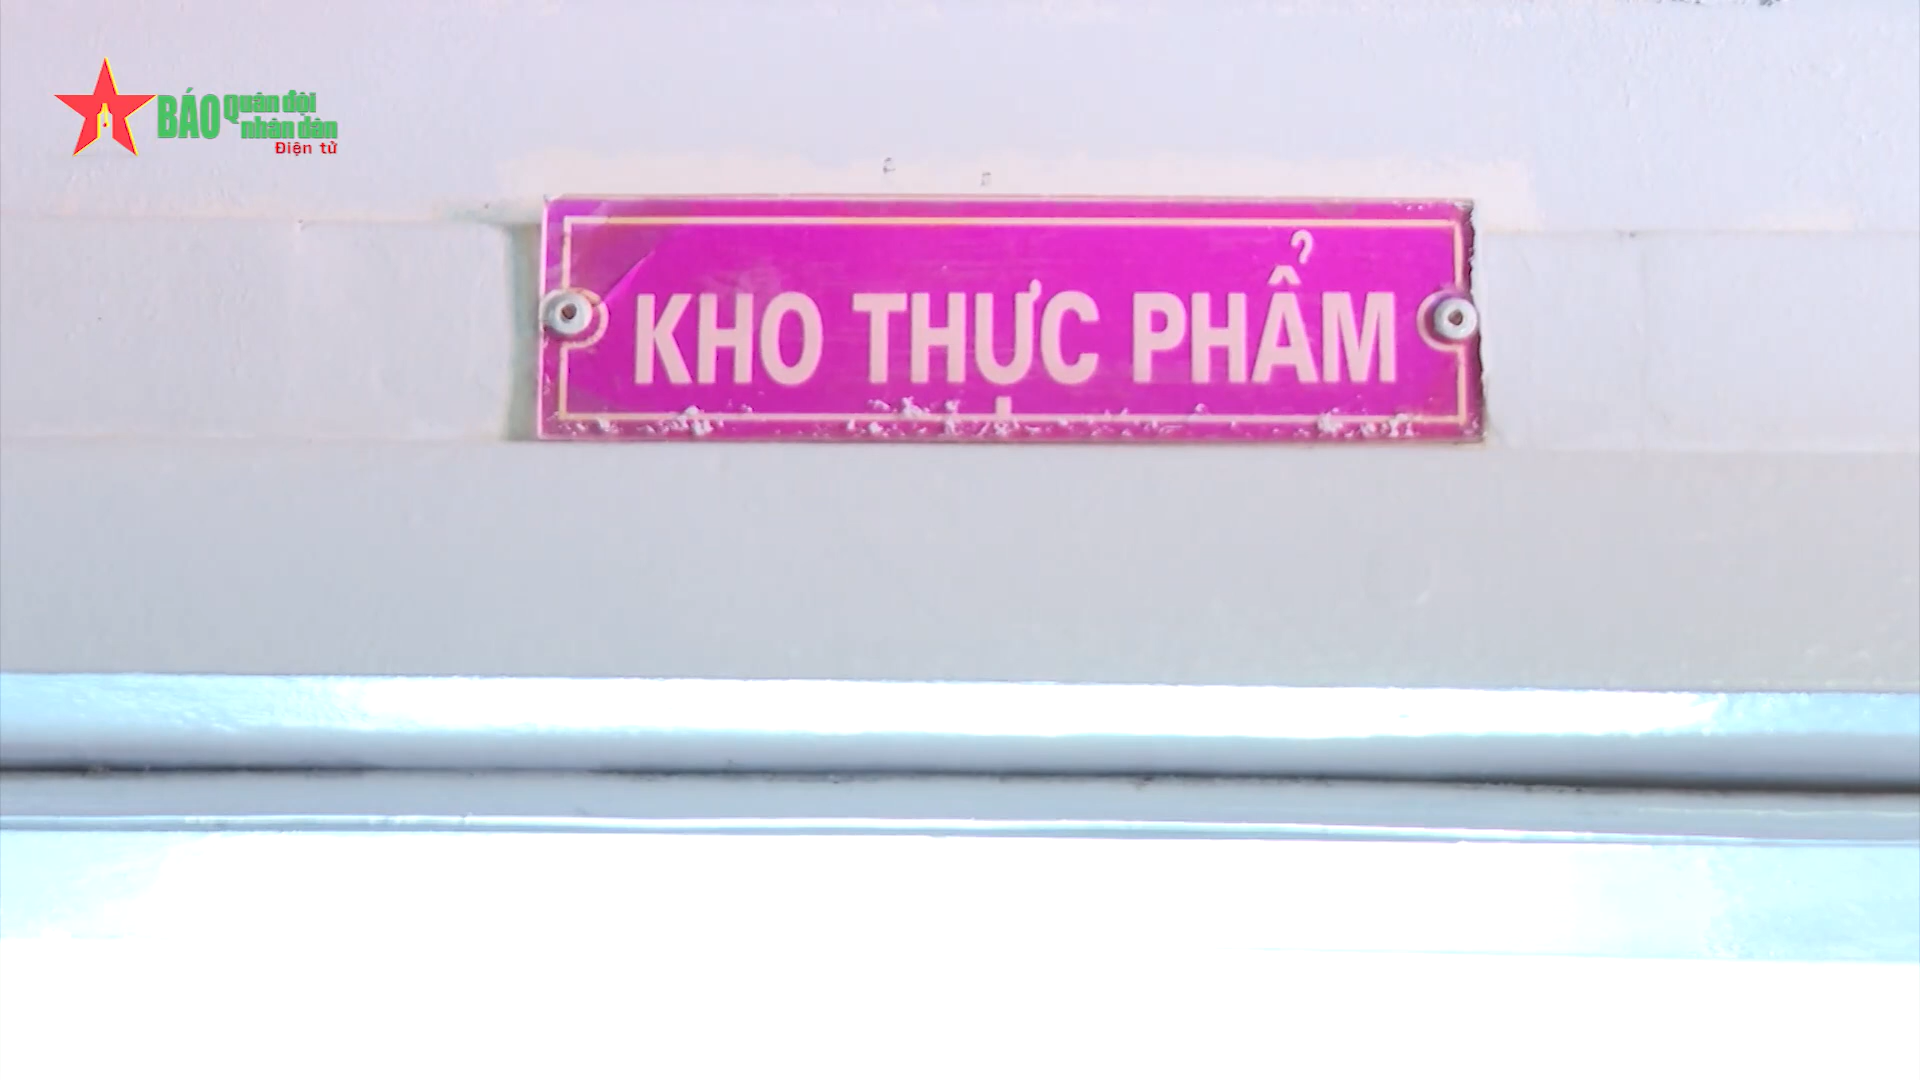 BÁO Quân đội
nhân dân
Điện tử
KHO THỰC PHẨM